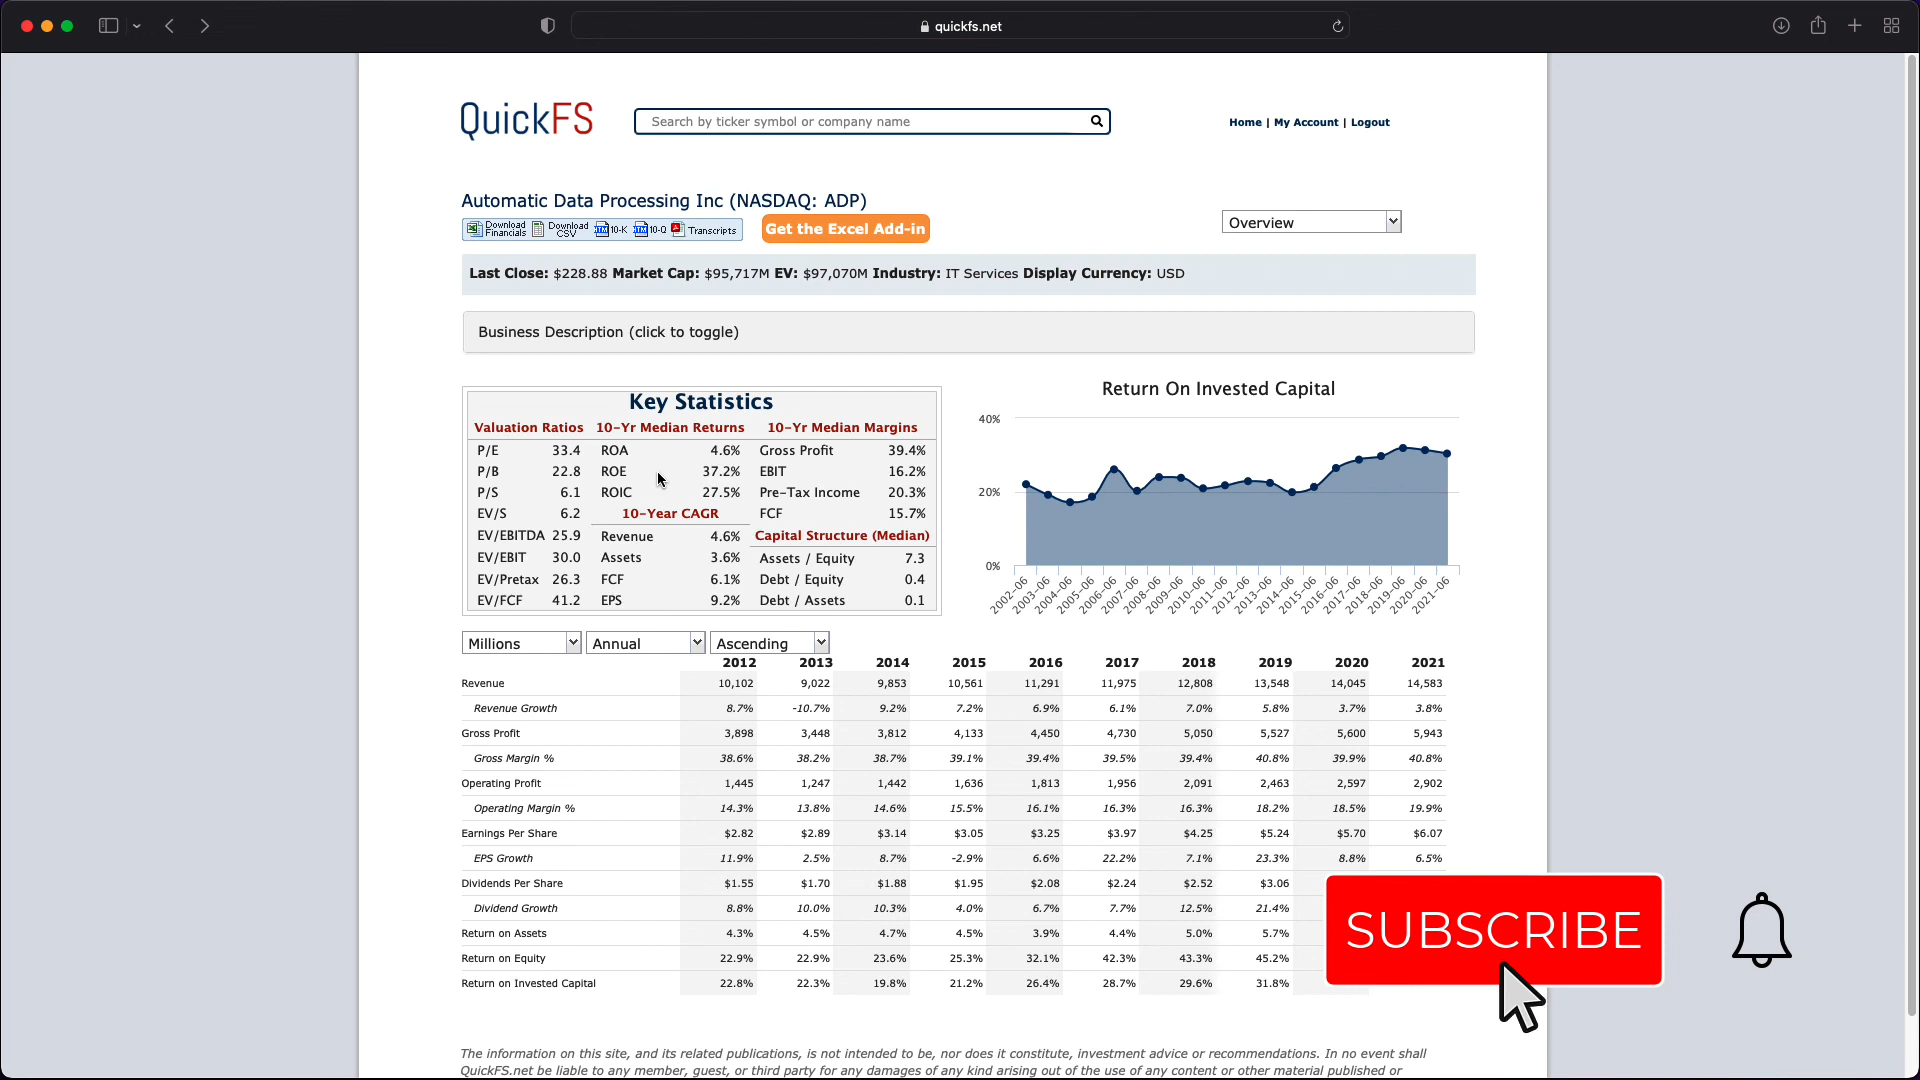 quickfs.net
QuickFS
Search by ticker symbol or company name
Home | My Account | Logout
Automatic Data Processing Inc (NASDAQ: ADP)
Download Financials Download CSV 10-K 10-Q Transcripts
Get the Excel Add-in
Overview
Last Close: $228.88 Market Cap: $95,717M EV: $97,070M Industry: IT Services Display Currency: USD
Business Description (click to toggle)
Key Statistics
Valuation Ratios 10-Yr Median Returns 10-Yr Median Margins
P/E 33.4 ROA 4.6% Gross Profit 39.4%
P/B 22.8 ROE 37.2% EBIT 16.2%
P/S 6.1 ROIC 27.5% Pre-Tax Income 20.3%
EV/S 6.2 10-Year CAGR FCF 15.7%
EV/EBITDA 25.9 Revenue 4.6% Capital Structure (Median)
EV/EBIT 30.0 Assets 3.6% Assets / Equity 7.3
EV/Pretax 26.3 FCF 6.1% Debt / Equity 0.4
EV/FCF 41.2 EPS 9.2% Debt / Assets 0.1
Return On Invested Capital
40%
20%
0%
2002-06 2003-06 2004-06 2005-06 2006-06 2007-06 2008-06 2009-06 2010-06 2011-06 2012-06 2013-06 2014-06 2015-06 2016-06 2017-06 2018-06 2019-06 2020-06 2021-06
Millions Annual Ascending
2012 2013 2014 2015 2016 2017 2018 2019 2020 2021
Revenue 10,102 9,022 9,853 10,561 11,291 11,975 12,808 13,548 14,045 14,583
Revenue Growth 8.7% -10.7% 9.2% 7.2% 6.9% 6.1% 7.0% 5.8% 3.7% 3.8%
Gross Profit 3,898 3,448 3,812 4,133 4,450 4,730 5,050 5,527 5,600 5,943
Gross Margin % 38.6% 38.2% 38.7% 39.1% 39.4% 39.5% 39.4% 40.8% 39.9% 40.8%
Operating Profit 1,445 1,247 1,442 1,636 1,813 1,956 2,091 2,463 2,597 2,902
Operating Margin % 14.3% 13.8% 14.6% 15.5% 16.1% 16.3% 16.3% 18.2% 18.5% 19.9%
Earnings Per Share $2.82 $2.89 $3.14 $3.05 $3.25 $3.97 $4.25 $5.24 $5.70 $6.07
EPS Growth 11.9% 2.5% 8.7% -2.9% 6.6% 22.2% 7.1% 23.3% 8.8% 6.5%
Dividends Per Share $1.55 $1.70 $1.88 $1.95 $2.08 $2.24 $2.52 $3.06
Dividend Growth 8.8% 10.0% 10.3% 4.0% 6.7% 7.7% 12.5% 21.4%
Return on Assets 4.3% 4.5% 4.7% 4.5% 3.9% 4.4% 5.0% 5.7%
Return on Equity 22.9% 22.9% 23.6% 25.3% 32.1% 42.3% 43.3% 45.2%
Return on Invested Capital 22.8% 22.3% 19.8% 21.2% 26.4% 28.7% 29.6% 31.8%
SUBSCRIBE
The information on this site, and its related publications, is not intended to be, nor does it constitute, investment advice or recommendations. In no event shall
QuickFS.net be liable to any member, guest, or third party for any damages of any kind arising out of the use of any content or other material published or